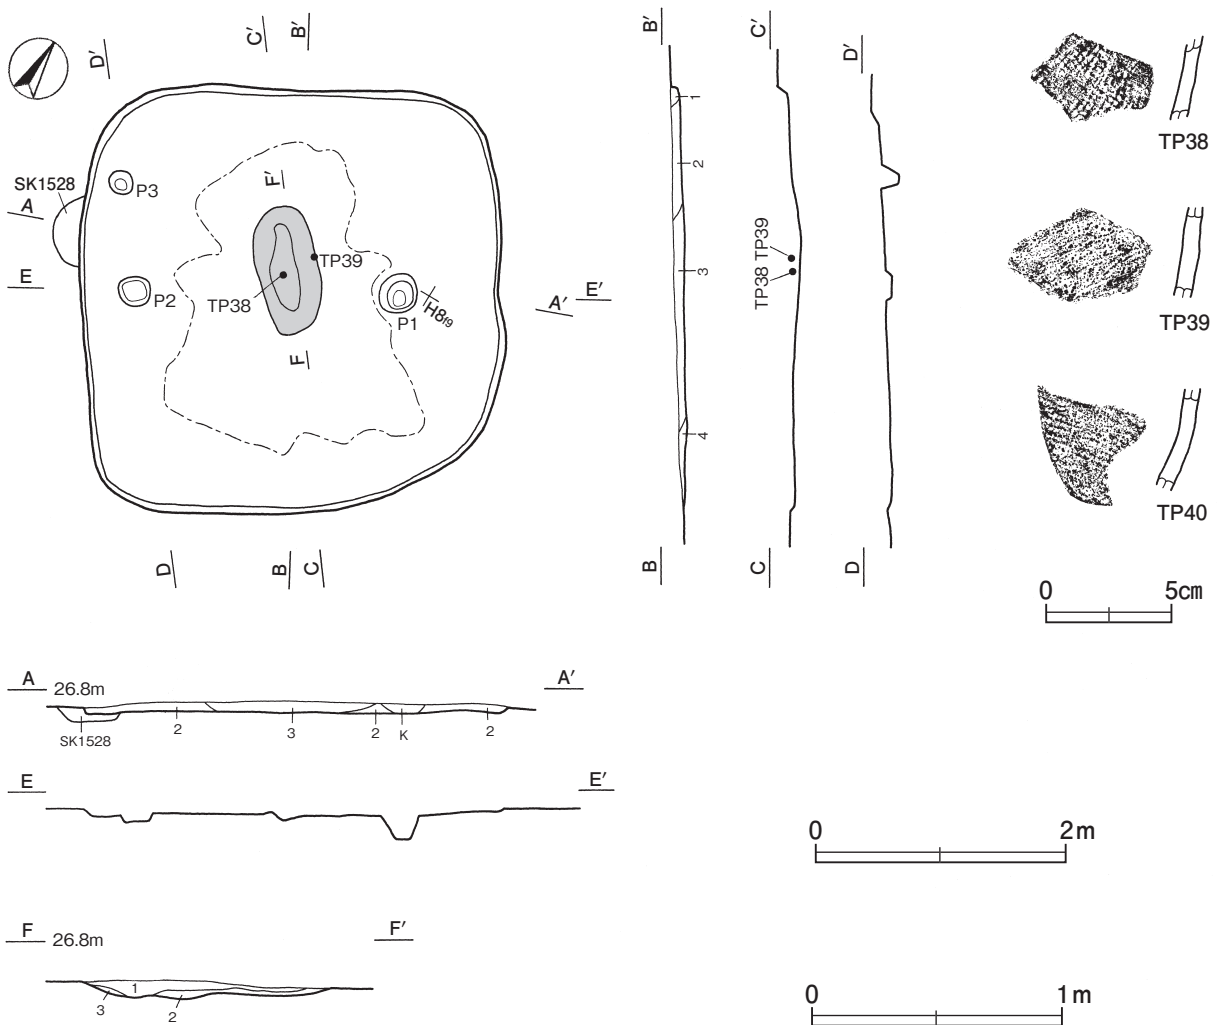 C′
B′
D′
SK1528
A
P3
F′
E
P2
TP39
TP38
P1
H8f9
A′
E′
F
D
B
C
B′
1
2
3
4
B
C′
TP38
TP39
C
D′
D
TP38
TP39
TP40
0 5cm
A 26.8m A′
SK1528
2 3 2 K 2
E E′
0 2m
F 26.8m F′
1
3 2
0 1m